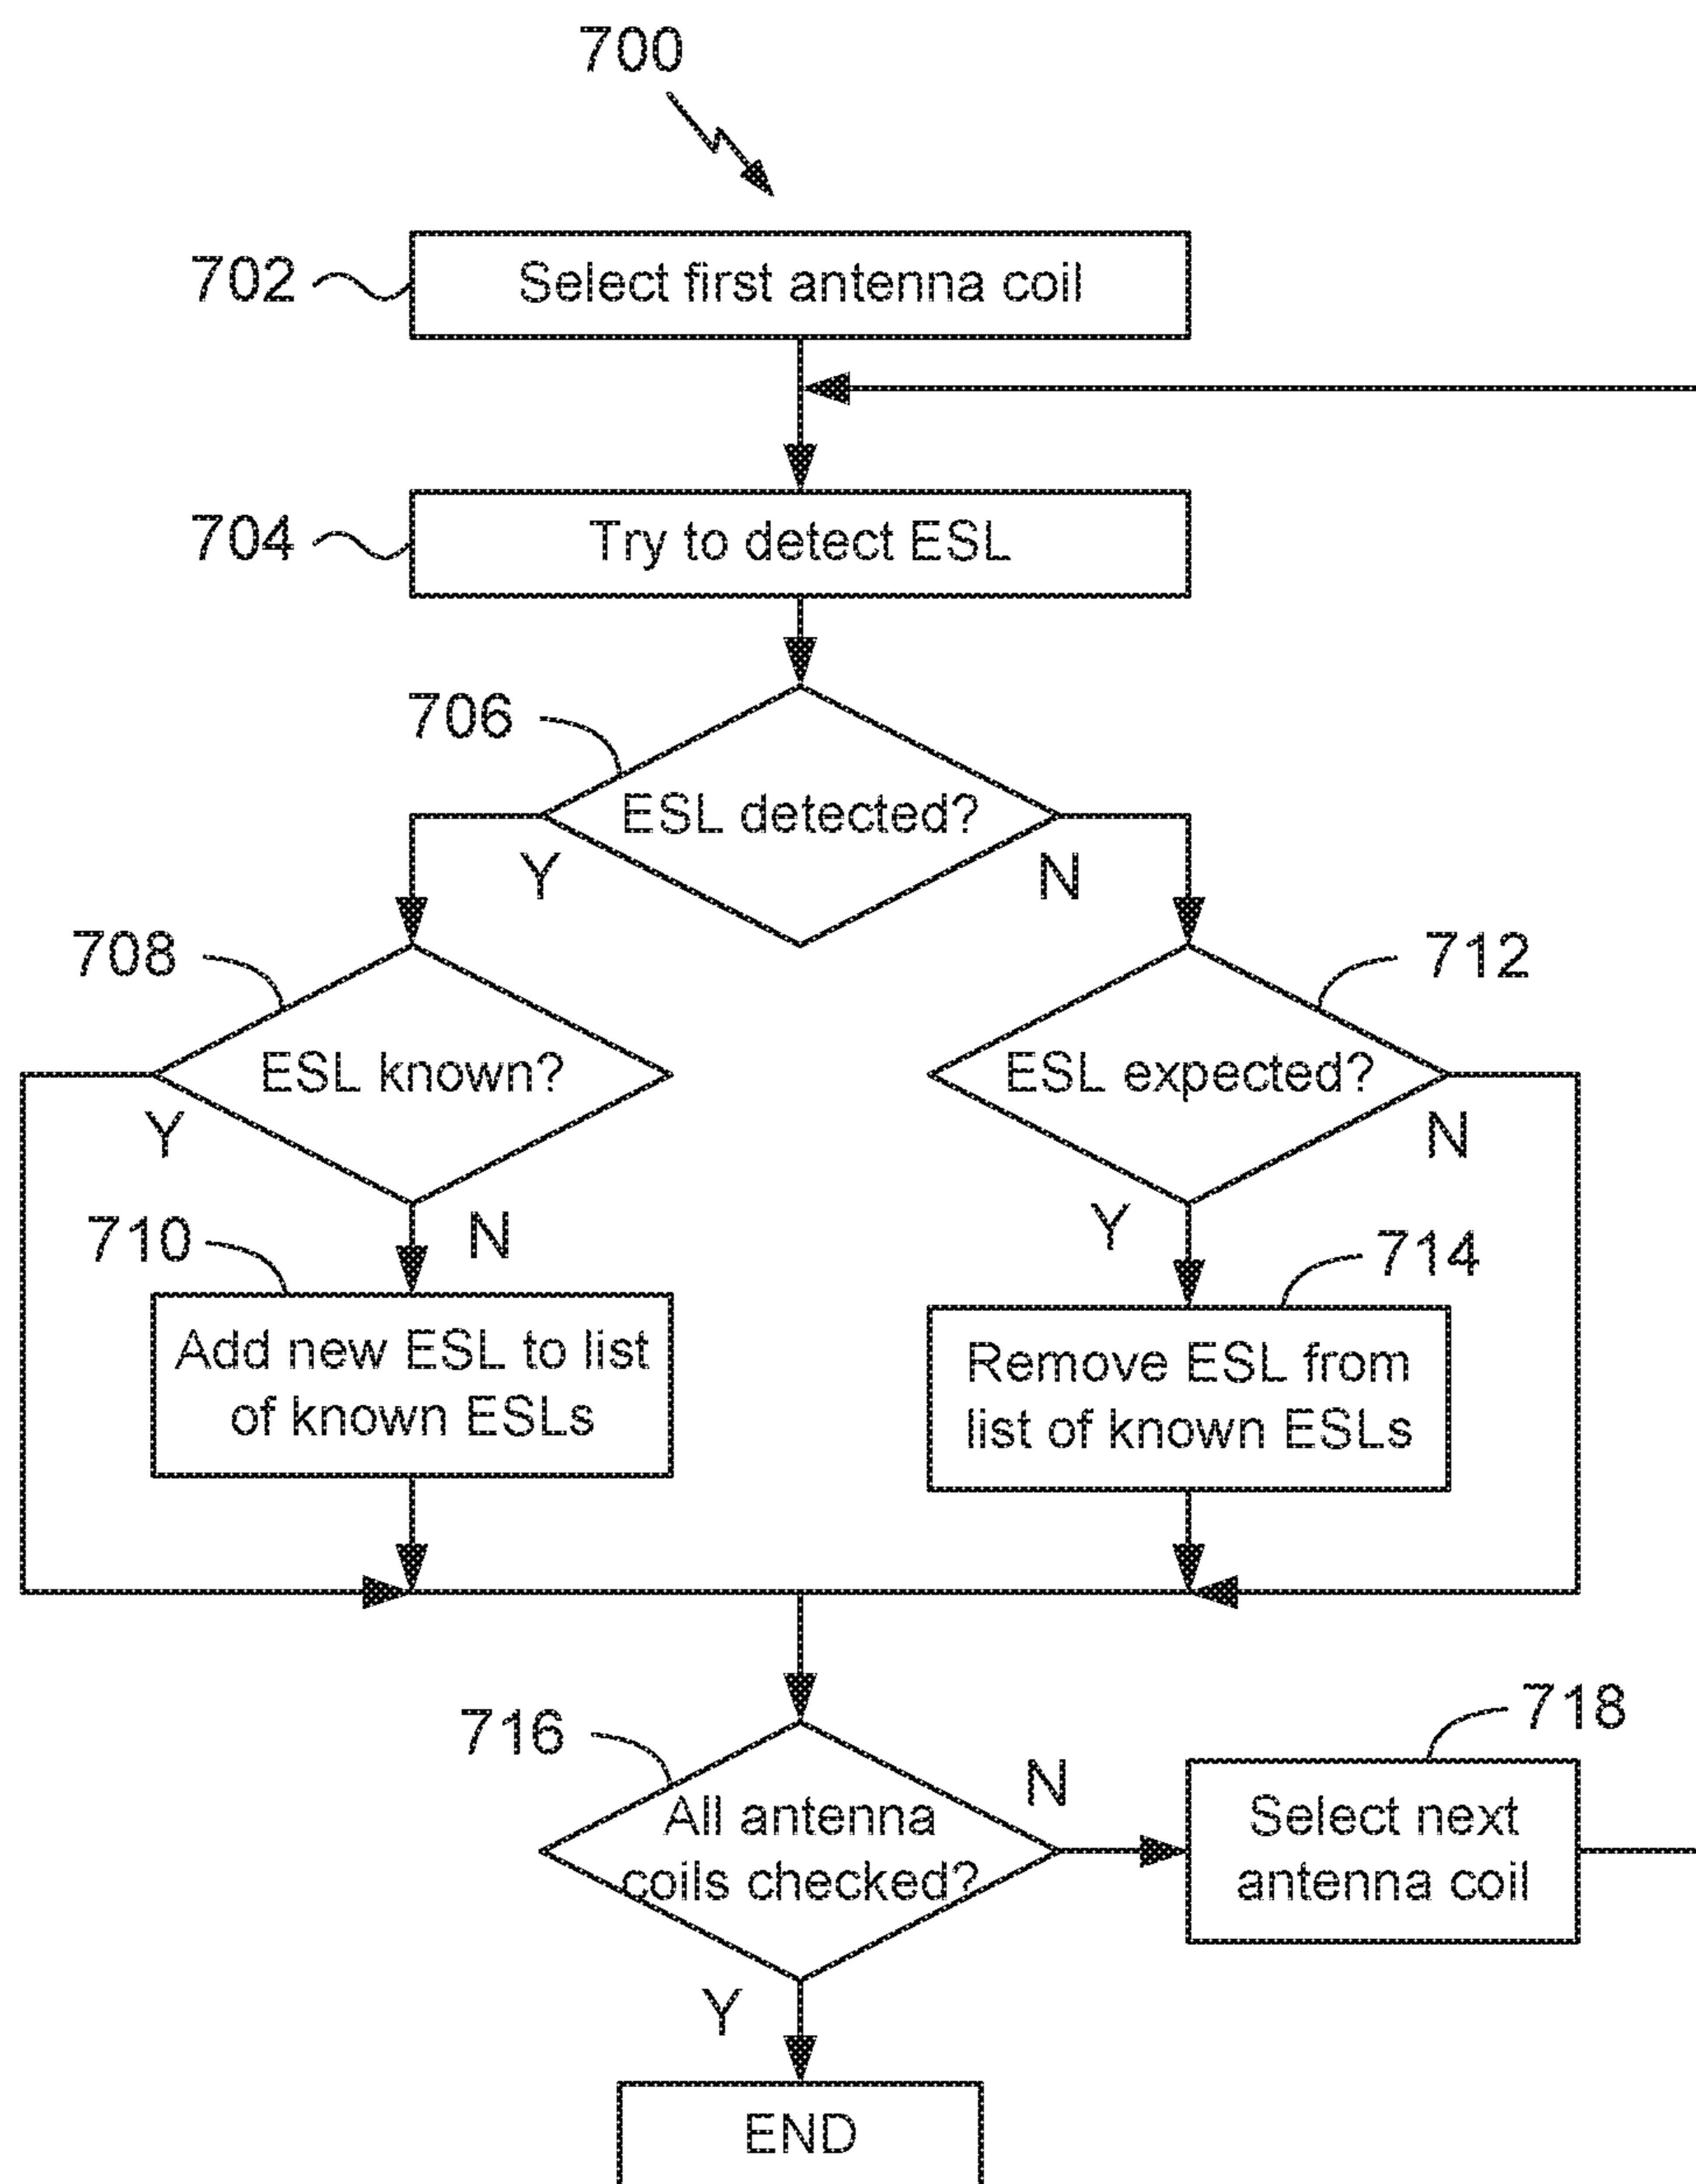 700
702
Select first antenna coil
704
Try to detect ESL
706
ESL detected?
Y
N
708
ESL known?
Y
N
712
ESL expected?
N
Y
710
Add new ESL to list
of known ESLs
714
Remove ESL from
list of known ESLs
716
All antenna
coils checked?
N
718
Select next
antenna coil
Y
END